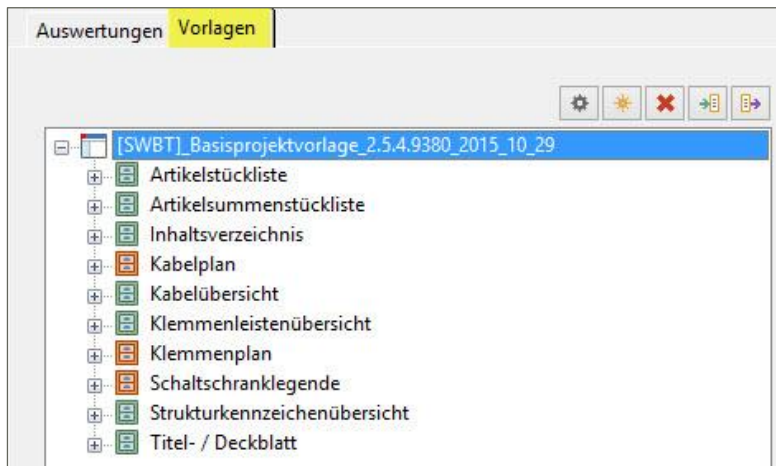 Auswertungen Vorlagen
[SWBT]_Basisprojektvorlage_2.5.4.9380_2015_10_29
Artikelstückliste
Artikelsummenstückliste
Inhaltsverzeichnis
Kabelplan
Kabelübersicht
Klemmenleistenübersicht
Klemmenplan
Schaltschranklegende
Strukturkennzeichenübersicht
Titel- / Deckblatt